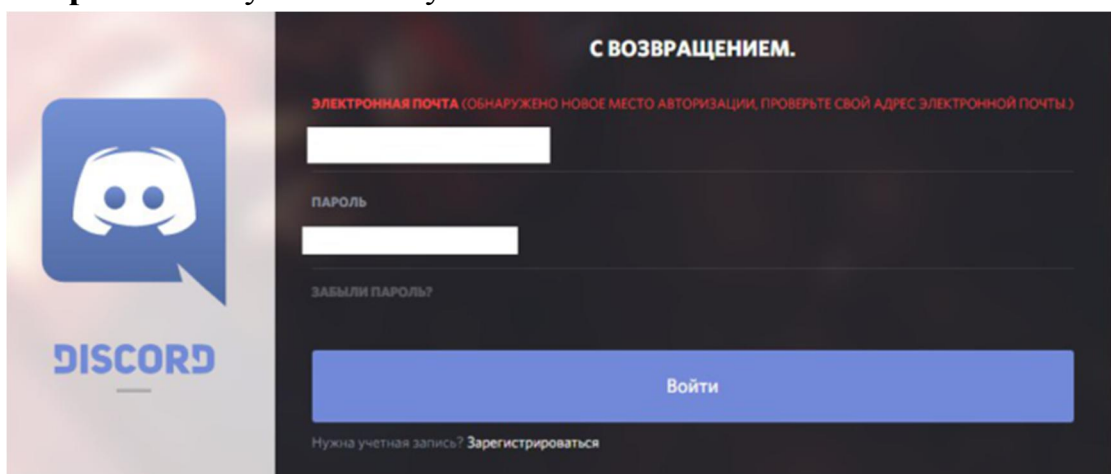 С ВОЗВРАЩЕНИЕМ.
ЭЛЕКТРОННАЯ ПОЧТА (ОБНАРУЖЕНО НОВОЕ МЕСТО АВТОРИЗАЦИИ, ПРОВЕРЬТЕ СВОЙ АДРЕС ЭЛЕКТРОННОЙ ПОЧТЫ.)
ПАРОЛЬ
ЗАБЫЛИ ПАРОЛЬ?
DISCORD
Войти
Нужна учетная запись? Зарегистрироваться